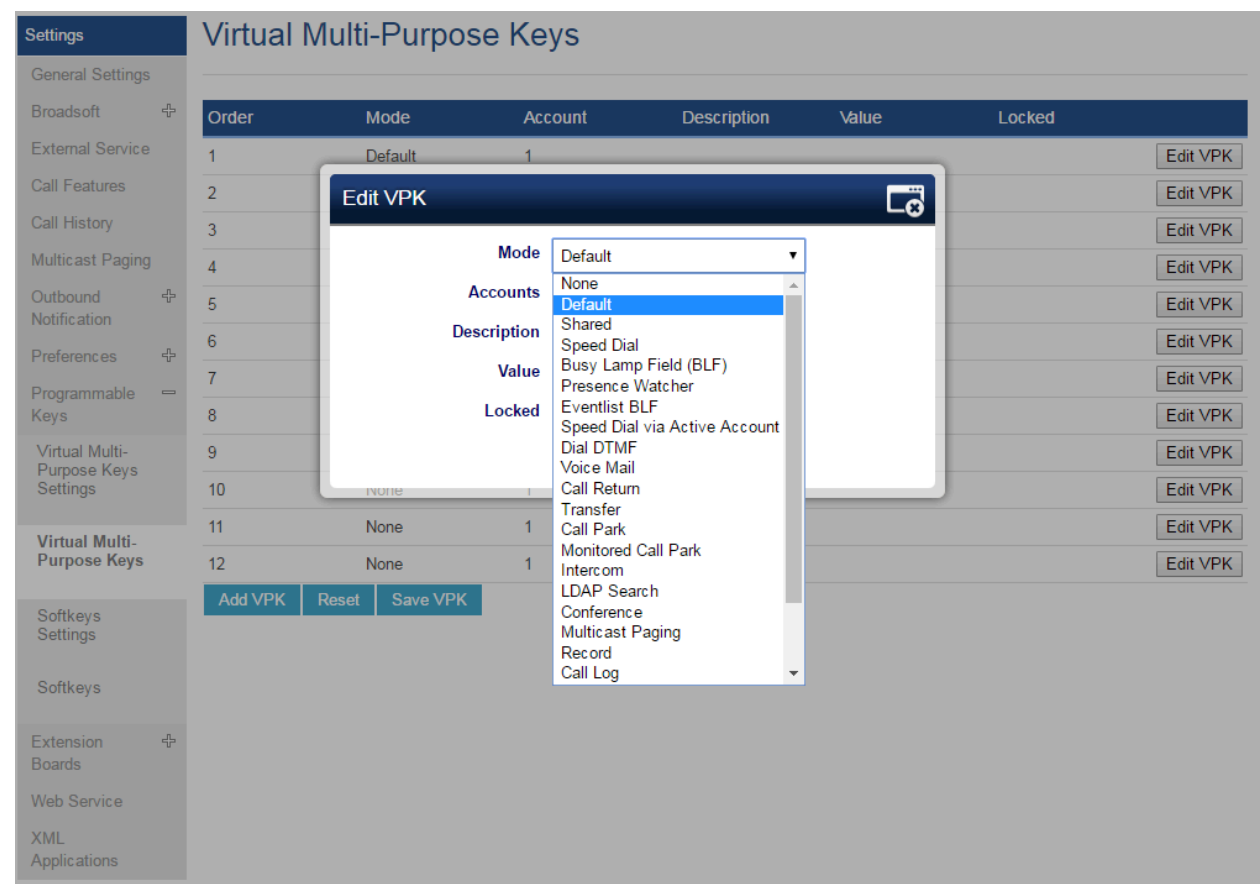 Settings
General Settings
Broadsoft
External Service
Call Features
Call History
Multicast Paging
Outbound
Notification
Preferences
Programmable
Keys
Virtual Multi-
Purpose Keys
Settings
Virtual Multi-
Purpose Keys
Softkeys
Settings
Softkeys
Extension
Boards
Web Service
XML
Applications
Virtual Multi-Purpose Keys
Order Mode Account Description Value Locked
1 Default 1 Edit VPK
2 Edit VPK
3 Edit VPK
4 Edit VPK
5 Edit VPK
6 Edit VPK
7 Edit VPK
8 Edit VPK
9 Edit VPK
10 None 1 Edit VPK
11 None 1 Edit VPK
12 None 1 Edit VPK
Add VPK Reset Save VPK
Edit VPK
Mode Default
Accounts
Description
Value
Locked
None
Default
Shared
Speed Dial
Busy Lamp Field (BLF)
Presence Watcher
Eventlist BLF
Speed Dial via Active Account
Dial DTMF
Voice Mail
Call Return
Transfer
Call Park
Monitored Call Park
Intercom
LDAP Search
Conference
Multicast Paging
Record
Call Log